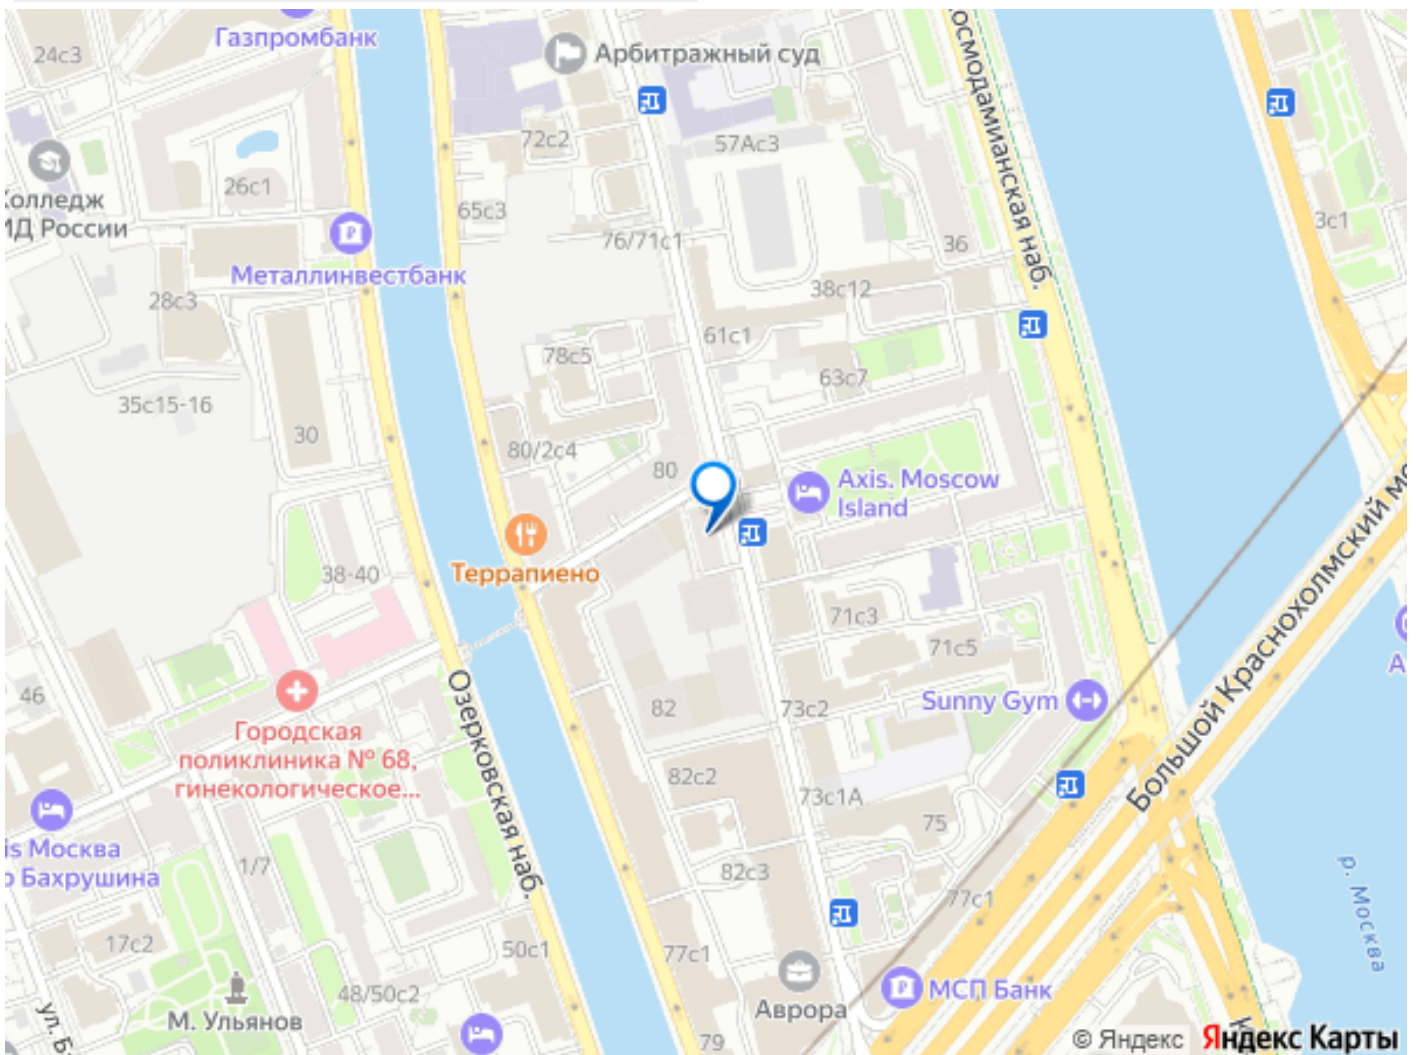 Газпромбанк
24с3
Арбитражный суд
Космодамианская наб.
72с2
57Ас3
Колледж
ИД России
26с1
65с3
3с1
76/71с1
36
Металлинвестбанк
28с3
38с12
61с1
78с5
63с7
35с15-16
30
80/2с4
80
Axis. Moscow
Island
Большой Краснохолмский мо
Террапиено
38-40
71с3
71с5
46
Озерковская наб.
82
73с2
Sunny Gym
А
Городская
поликлиника № 68,
гинекологическое...
82с2
73с1А
75
is Москва
о Бахрушина
1/7
82с3
77с1
р. Москва
17с2
50с1
77с1
48/50с2
МСП Банк
Аврора
М. Ульянов
ул. Б
79
К
© Яндекс Яндекс Карты